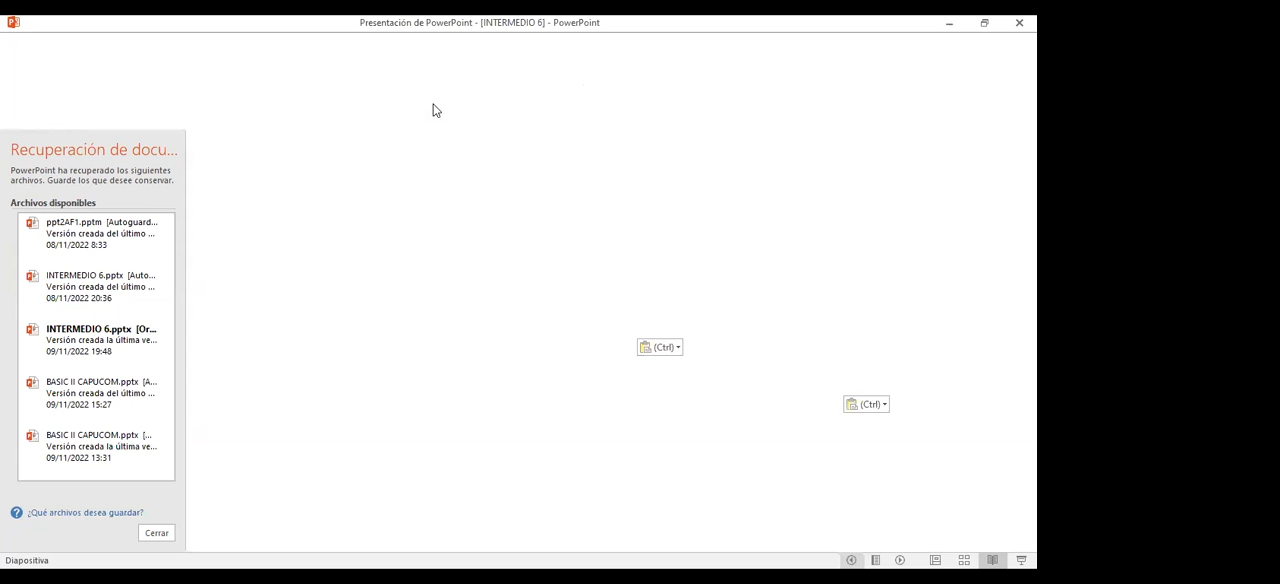 Presentación de PowerPoint - [INTERMEDIO 6] - PowerPoint
Recuperación de docu...
PowerPoint ha recuperado los siguientes
archivos. Guarde los que desee conservar.
Archivos disponibles
ppt2AF1.pptm [Autoguard...
Versión creada del último ...
08/11/2022 8:33
INTERMEDIO 6.pptx [Auto...
Versión creada del último ...
08/11/2022 20:36
INTERMEDIO 6.pptx [Or...
Versión creada la última ve...
09/11/2022 19:48
BASIC II CAPUCOM.pptx [A...
Versión creada del último ...
09/11/2022 15:27
BASIC II CAPUCOM.pptx [...
Versión creada la última ve...
09/11/2022 13:31
¿Qué archivos desea guardar?
Cerrar
(Ctrl)
(Ctrl)
Diapositiva